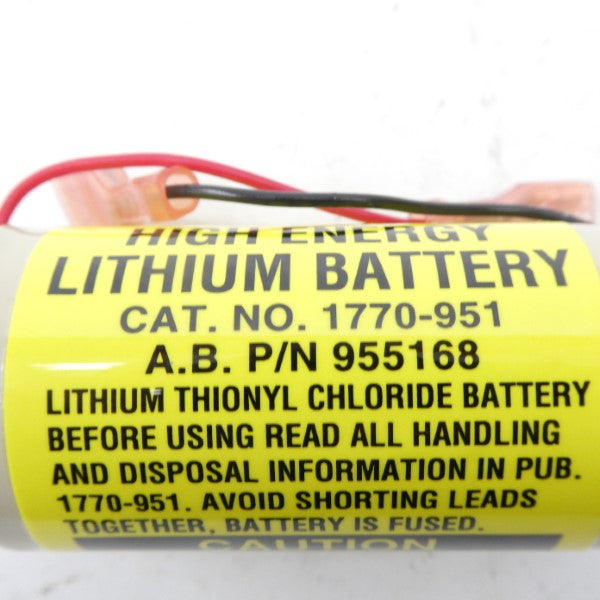 HIGH ENERGY
LITHIUM BATTERY
CAT. NO. 1770-951
A.B. P/N 955168
LITHIUM THIONYL CHLORIDE BATTERY
BEFORE USING READ ALL HANDLING
AND DISPOSAL INFORMATION IN PUB.
1770-951. AVOID SHORTING LEADS
TOGETHER, BATTERY IS FUSED.
CAUTION